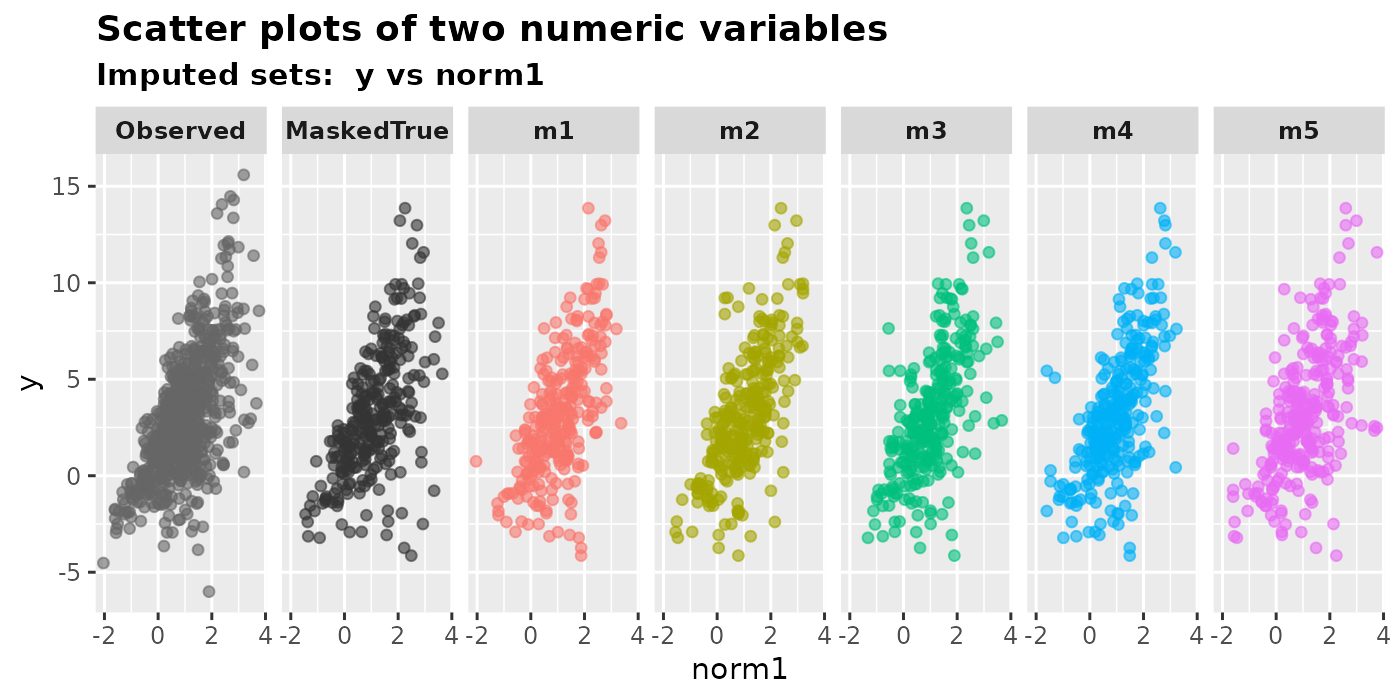 Scatter plots of two numeric variables
Imputed sets:  y vs norm1
Observed MaskedTrue m1 m2 m3 m4 m5
15
10
5
0
-5
y
-2 0 2 4 -2 0 2 4 -2 0 2 4 -2 0 2 4 -2 0 2 4 -2 0 2 4 -2 0 2 4
norm1